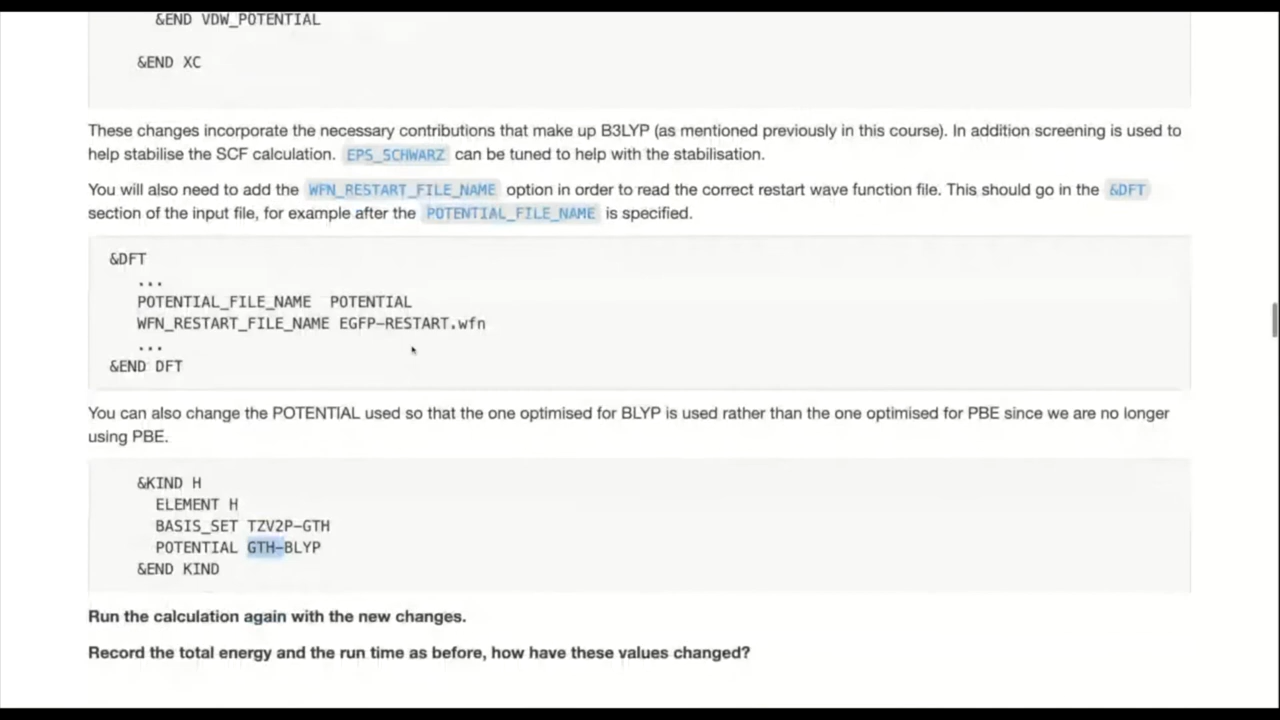 &END VDW_POTENTIAL
&END XC
These changes incorporate the necessary contributions that make up B3LYP (as mentioned previously in this course). In addition screening is used to
help stabilise the SCF calculation. EPS_SCHWARZ can be tuned to help with the stabilisation.
You will also need to add the WFN_RESTART_FILE_NAME option in order to read the correct restart wave function file. This should go in the &DFT
section of the input file, for example after the POTENTIAL_FILE_NAME is specified.
&DFT
...
POTENTIAL_FILE_NAME POTENTIAL
WFN_RESTART_FILE_NAME EGFP-RESTART.wfn
...
&END DFT
You can also change the POTENTIAL used so that the one optimised for BLYP is used rather than the one optimised for PBE since we are no longer
using PBE.
&KIND H
ELEMENT H
BASIS_SET TZV2P-GTH
POTENTIAL GTH-BLYP
&END KIND
Run the calculation again with the new changes.
Record the total energy and the run time as before, how have these values changed?